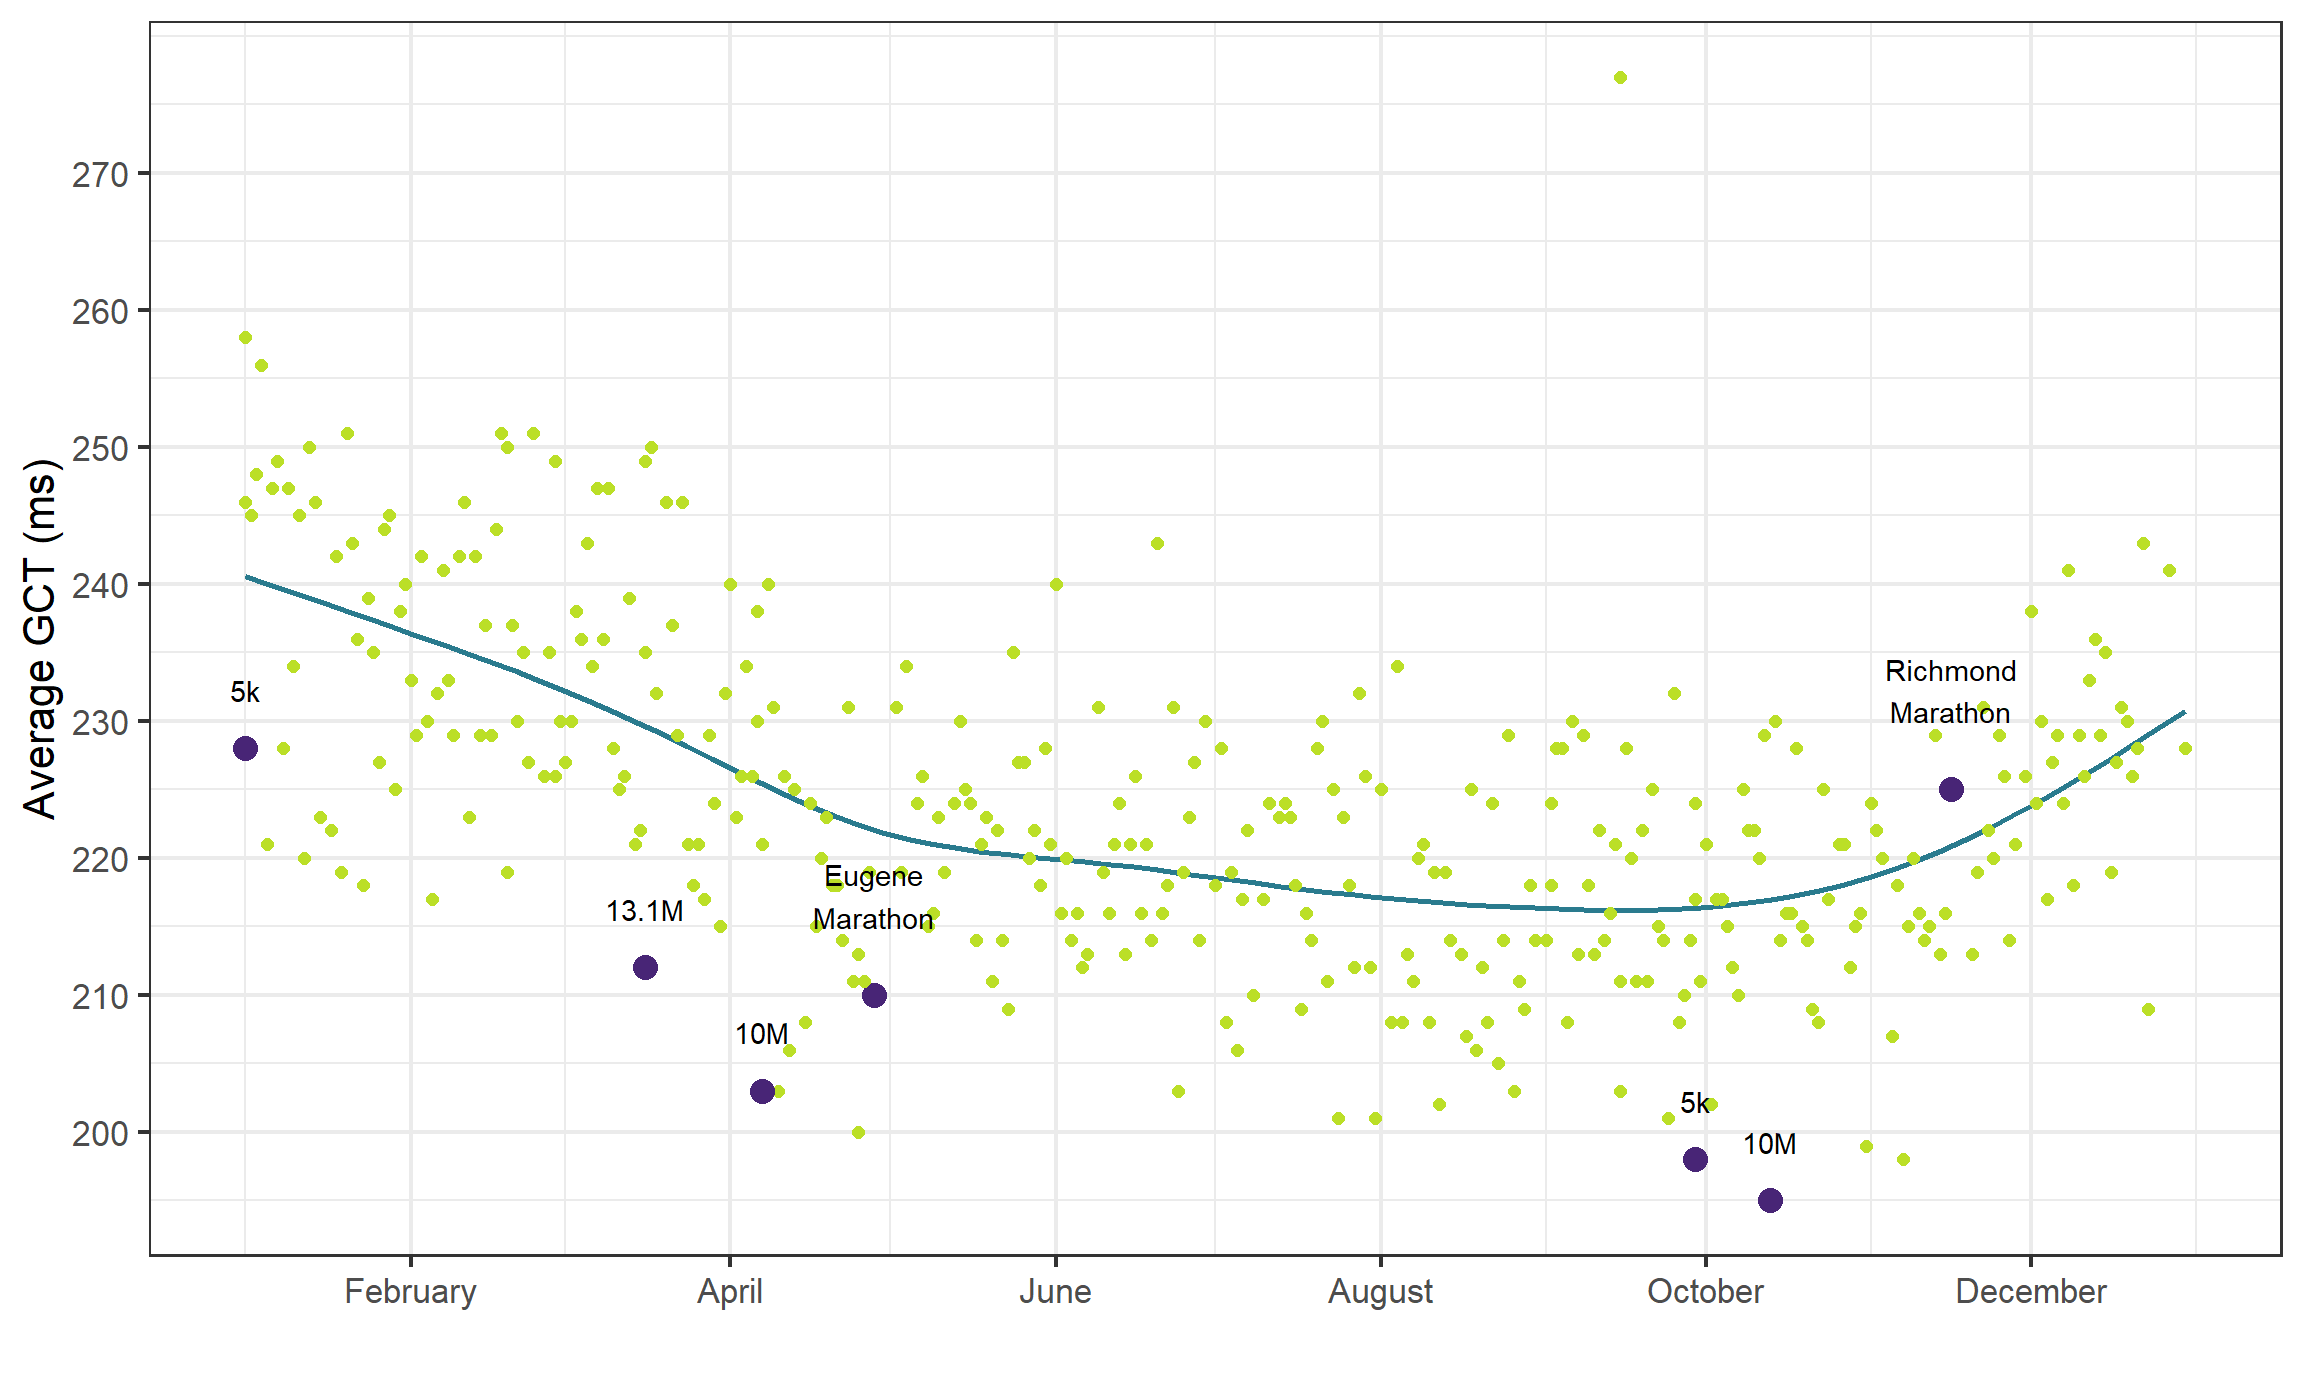 Average GCT (ms)
270
260
250
240
230
220
210
200
5k
13.1M
10M
Eugene
Marathon
5k
10M
Richmond
Marathon
February
April
June
August
October
December